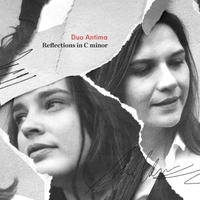 Duo Antima
Reflections in C minor